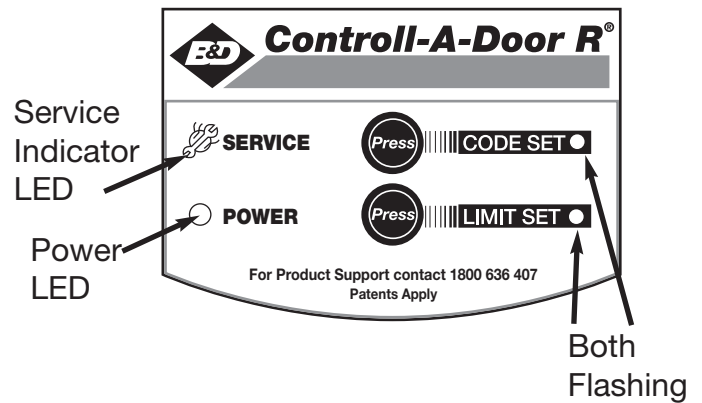 B&D
Controll-A-Door R®
Service
Indicator
LED
SERVICE
Press
CODE SET
Power
LED
POWER
Press
LIMIT SET
For Product Support contact 1800 636 407
Patents Apply
Both
Flashing